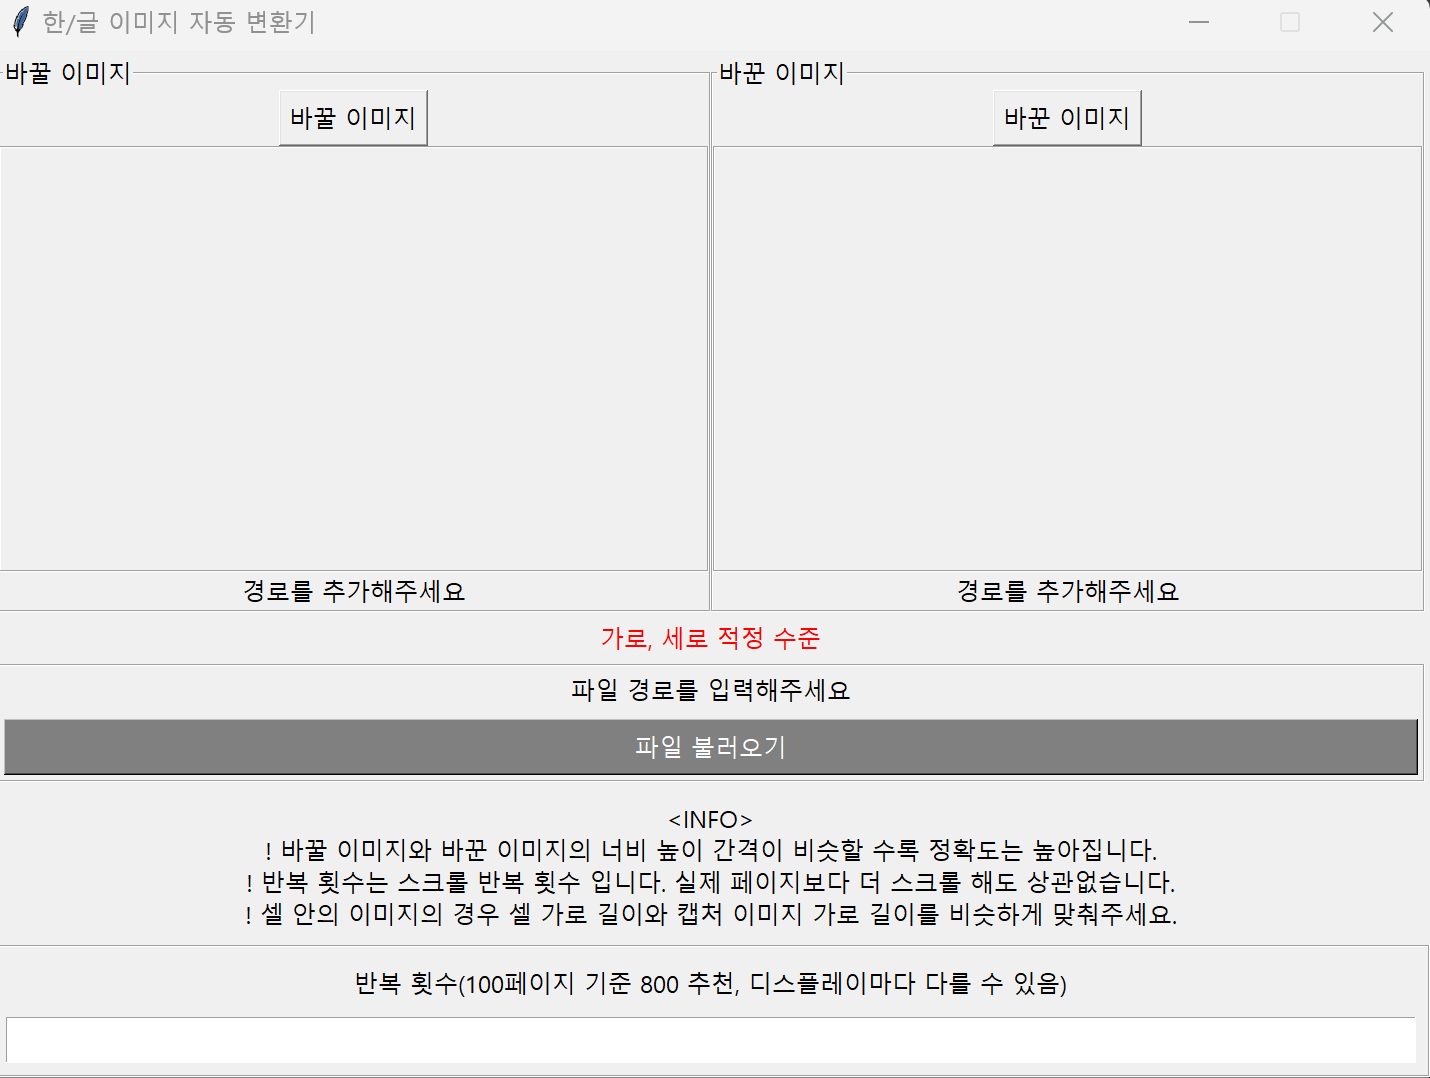 한/글 이미지 자동 변환기
바꿀 이미지
바꾼 이미지
바꿀 이미지
바꾼 이미지
경로를 추가해주세요
경로를 추가해주세요
가로, 세로 적정 수준
파일 경로를 입력해주세요
파일 불러오기
<INFO>
! 바꿀 이미지와 바꾼 이미지의 너비 높이 간격이 비슷할 수록 정확도는 높아집니다.
! 반복 횟수는 스크롤 반복 횟수 입니다. 실제 페이지보다 더 스크롤 해도 상관없습니다.
! 셀 안의 이미지의 경우 셀 가로 길이와 캡처 이미지 가로 길이를 비슷하게 맞춰주세요.
반복 횟수(100페이지 기준 800 추천, 디스플레이마다 다를 수 있음)